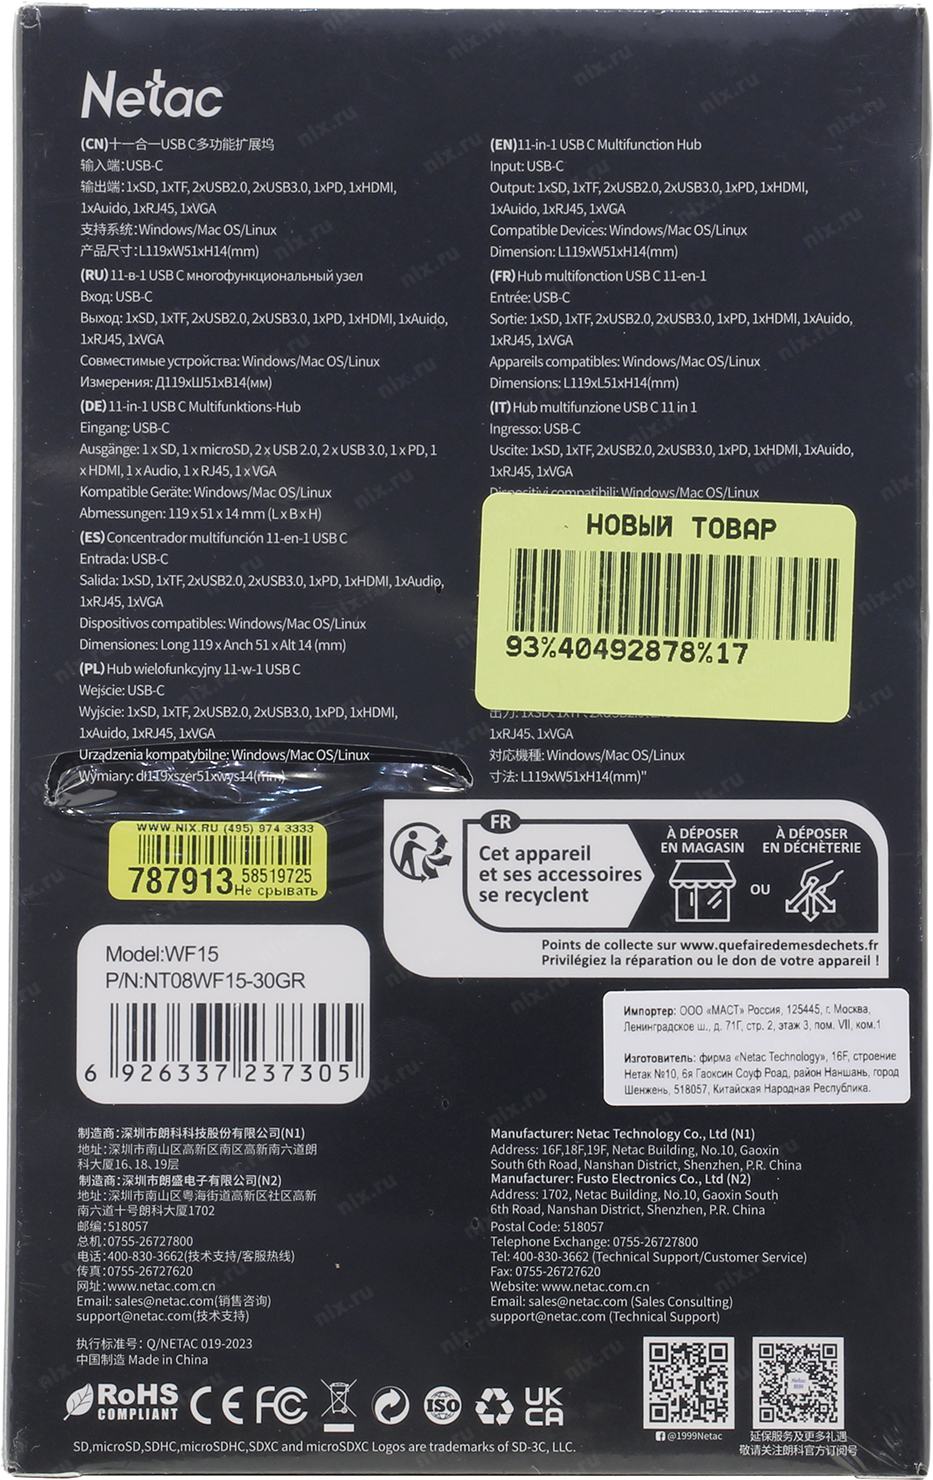 Netac
(CN)十一合一USB C多功能扩展坞
输入端:USB-C
输出端:1xSD, 1xTF, 2xUSB2.0, 2xUSB3.0, 1xPD, 1xHDMI,
1xAuido, 1xRJ45, 1xVGA
支持系统:Windows/Mac OS/Linux
产品尺寸:L119xW51xH14(mm)
(RU) 11-в-1 USB C многофункциональный узел
Вход: USB-C
Выход: 1xSD, 1xTF, 2xUSB2.0, 2xUSB3.0, 1xPD, 1xHDMI, 1xAuido,
1xRJ45, 1xVGA
Совместимые устройства: Windows/Mac OS/Linux
Измерения: Д119xШ51xВ14(мм)
(DE) 11-in-1 USB C Multifunktions-Hub
Eingang: USB-C
Ausgänge: 1 x SD, 1 x microSD, 2 x USB 2.0, 2 x USB 3.0, 1 x PD, 1
x HDMI, 1 x Audio, 1 x RJ45, 1 x VGA
Kompatible Geräte: Windows/Mac OS/Linux
Abmessungen: 119 x 51 x 14 mm (L x B x H)
(ES) Concentrador multifunción 11-en-1 USB C
Entrada: USB-C
Salida: 1xSD, 1xTF, 2xUSB2.0, 2xUSB3.0, 1xPD, 1xHDMI, 1xAudio,
1xRJ45, 1xVGA
Dispositivos compatibles: Windows/Mac OS/Linux
Dimensiones: Long 119 x Anch 51 x Alt 14 (mm)
(PL) Hub wielofunkcyjny 11-w-1 USB C
Wejście: USB-C
Wyjście: 1xSD, 1xTF, 2xUSB2.0, 2xUSB3.0, 1xPD, 1xHDMI,
1xAuido, 1xRJ45, 1xVGA
Urządzenia kompatybilne: Windows/Mac OS/Linux
Wymiary: dł119xszer51xwys14(mm)
(EN)11-in-1 USB C Multifunction Hub
Input: USB-C
Output: 1xSD, 1xTF, 2xUSB2.0, 2xUSB3.0, 1xPD, 1xHDMI,
1xAuido, 1xRJ45, 1xVGA
Compatible Devices: Windows/Mac OS/Linux
Dimension: L119xW51xH14(mm)
(FR) Hub multifonction USB C 11-en-1
Entrée: USB-C
Sortie: 1xSD, 1xTF, 2xUSB2.0, 2xUSB3.0, 1xPD, 1xHDMI, 1xAuido,
1xRJ45, 1xVGA
Appareils compatibles: Windows/Mac OS/Linux
Dimensions: L119xL51xH14(mm)
(IT) Hub multifunzione USB C 11 in 1
Ingresso: USB-C
Uscite: 1xSD, 1xTF, 2xUSB2.0, 2xUSB3.0, 1xPD, 1xHDMI, 1xAuido,
1xRJ45, 1xVGA
Dispositivi compatibili: Windows/Mac OS/Linux
НОВЫЙ ТОВАР
93%40492878%17
1xRJ45, 1xVGA
対応機種: Windows/Mac OS/Linux
寸法: L119xW51xH14(mm)"
WWW.NIX.RU (495) 974 3333
787913 58519725
Не срывать
FR
Cet appareil
et ses accessoires
se recyclent
À DÉPOSER
EN MAGASIN
OU
À DÉPOSER
EN DÉCHÈTERIE
Points de collecte sur www.quefairedemesdechets.fr
Privilégiez la réparation ou le don de votre appareil !
Model:WF15
P/N:NT08WF15-30GR
6 926337 237305
Импортер: ООО «МАСТ» Россия, 125445, г. Москва,
Ленинградское ш., д. 71Г, стр. 2, этаж 3, пом. VII, ком.1
Изготовитель: фирма «Netac Technology», 16F, строение
Нетак №10, 6я Гаоксин Соуф Роад, район Наншань, город
Шенжень, 518057, Китайская Народная Республика.
制造商:深圳市朗科科技股份有限公司(N1)
地址:深圳市南山区高新区南区高新南六道朗
科大厦16、18、19层
制造商:深圳市朗盛电子有限公司(N2)
地址:深圳市南山区粤海街道高新区社区高新
南六道十号朗科大厦1702
邮编:518057
总机:0755-26727800
电话:400-830-3662(技术支持/客服热线)
传真:0755-26727620
网址:www.netac.com.cn
Email: sales@netac.com(销售咨询)
support@netac.com(技术支持)
执行标准号: Q/NETAC 019-2023
中国制造 Made in China
Manufacturer: Netac Technology Co., Ltd (N1)
Address: 16F,18F,19F, Netac Building, No.10, Gaoxin
South 6th Road, Nanshan District, Shenzhen, P.R. China
Manufacturer: Fusto Electronics Co., Ltd (N2)
Address: 1702, Netac Building, No.10, Gaoxin South
6th Road, Nanshan District, Shenzhen, P.R. China
Postal Code: 518057
Telephone Exchange: 0755-26727800
Tel: 400-830-3662 (Technical Support/Customer Service)
Fax: 0755-26727620
Website: www.netac.com.cn
Email: sales@netac.com (Sales Consulting)
support@netac.com (Technical Support)
RoHS
COMPLIANT
CE FC ISO UK
CA
@1999Netac
延保服务及更多礼遇
敬请关注朗科官方订阅号
SD,microSD,SDHC,microSDHC,SDXC and microSDXC Logos are trademarks of SD-3C, LLC.